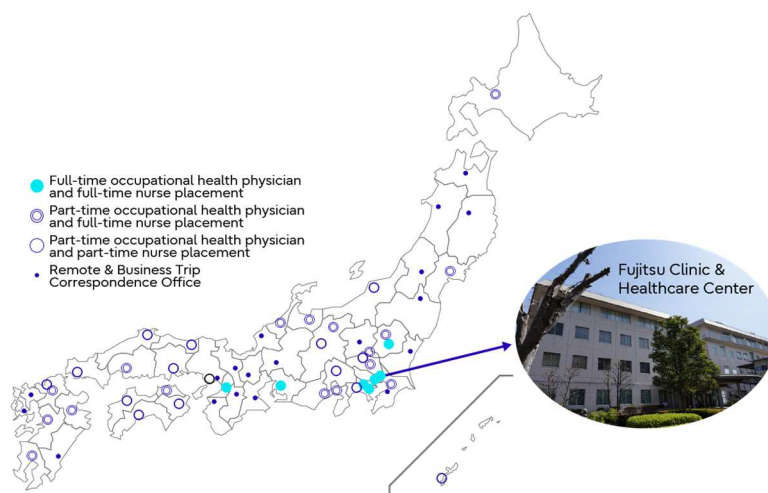 Full-time occupational health physician
and full-time nurse placement
Part-time occupational health physician
and full-time nurse placement
Part-time occupational health physician
and part-time nurse placement
Remote & Business Trip
Correspondence Office
Fujitsu Clinic &
Healthcare Center